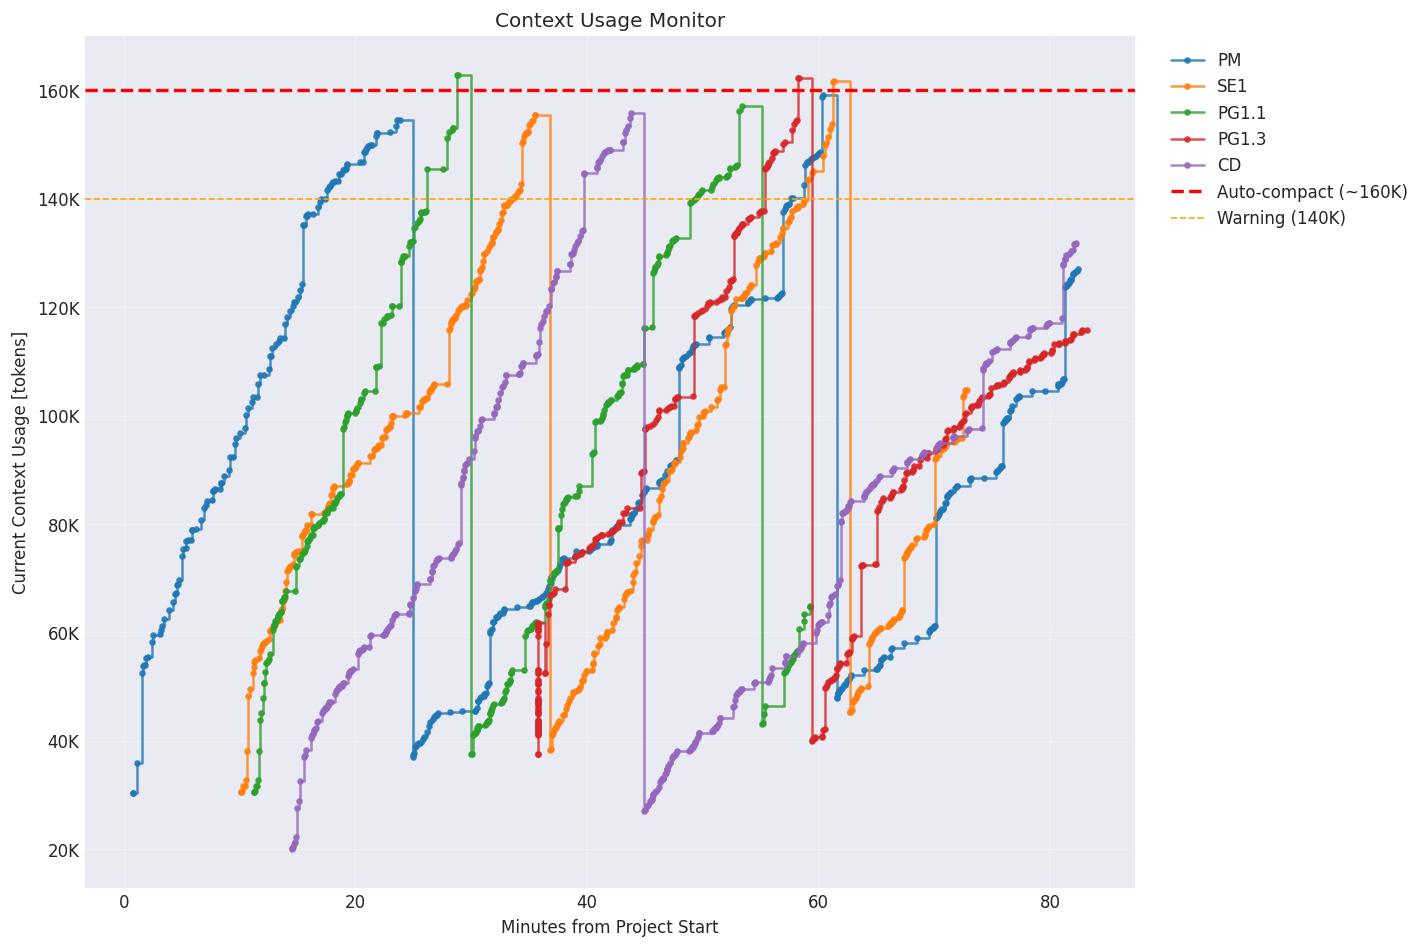 Context Usage Monitor
PM
SE1
PG1.1
PG1.3
CD
Auto-compact (~160K)
Warning (140K)
Current Context Usage [tokens]
160K
140K
120K
100K
80K
60K
40K
20K
0
20
40
60
80
Minutes from Project Start